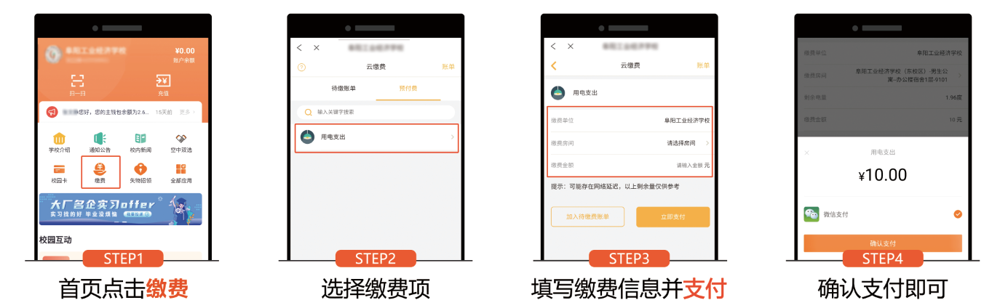 ¥0.00
账户余额
扫一扫
充值
您好，您的主钱包余额为2.6... 15天前 更多
学校介绍 通知公告 校内新闻 空中双选
校园卡 缴费 失物招领 全部应用
大厂名企实习offer
实习找的好 毕业没烦恼
校园互动
STEP1
首页点击缴费
云缴费 账单
待缴账单 预付费
输入关键字搜索
用电支出
STEP2
选择缴费项
云缴费 账单
用电支出
缴费单位 阜阳工业经济学校
缴费房间 请选择房间
缴费金额 请输入金额 元
提示：可能存在网络延迟，以上剩余量仅供参考
加入待缴费账单 立即支付
STEP3
填写缴费信息并支付
缴费单位 阜阳工业经济学校
缴费房间 阜阳工业经济学校（东校区）-男生公
寓-办公楼宿舍1层-9101
剩余电量 1.96度
缴费金额 10 元
用电支出
¥10.00
微信支付
确认支付
STEP4
确认支付即可